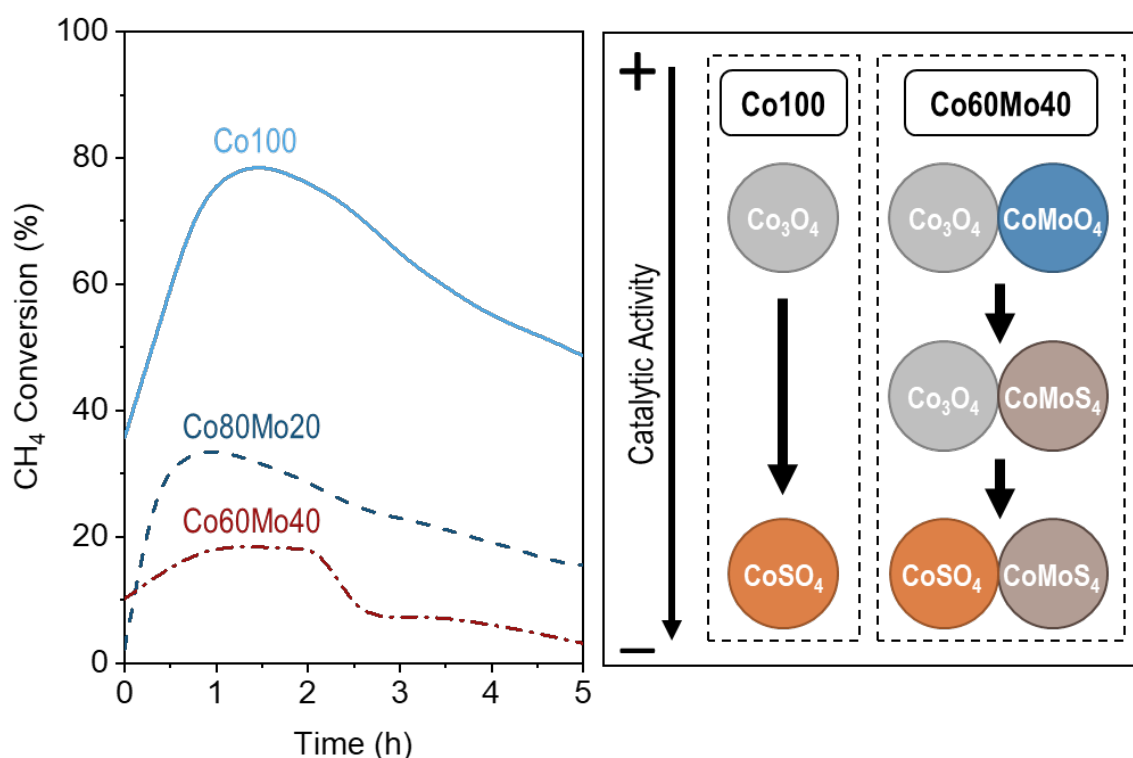 100
80
60
40
20
0
CH₄ Conversion (%)
Co100
Co80Mo20
Co60Mo40
0 1 2 3 4 5
Time (h)
+
Catalytic Activity
−
Co100
Co₃O₄
CoSO₄
Co60Mo40
Co₃O₄ CoMoO₄
Co₃O₄ CoMoS₄
CoSO₄ CoMoS₄